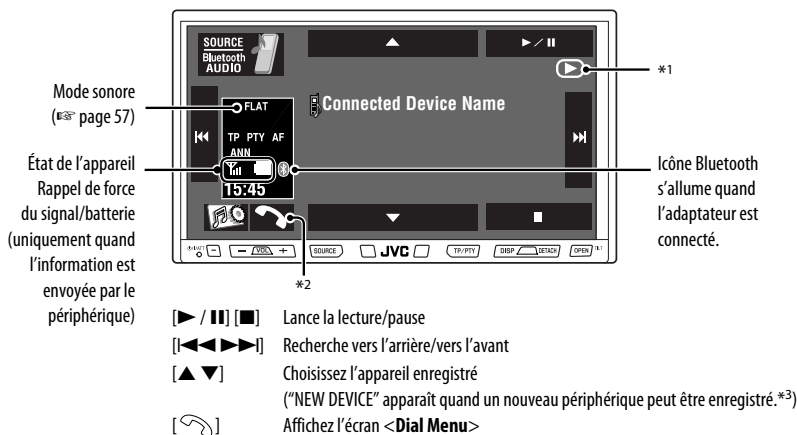 SOURCE
Bluetooth
AUDIO
▲
►/II
*1
Mode sonore
(☞ page 57)
FLAT
Connected Device Name
TP PTY AF
ANN
15:45
État de l'appareil
Rappel de force
du signal/batterie
(uniquement quand
l'information est
envoyée par le
périphérique)
Icône Bluetooth
s'allume quand
l'adaptateur est
connecté.
▼
■
– VOL +
SOURCE
JVC
TP/PTY
DISP
DETACH
OPEN
TILT
*2
[► / II] [■] Lance la lecture/pause
[|◄◄ ►►|] Recherche vers l'arrière/vers l'avant
[▲ ▼] Choisissez l'appareil enregistré
("NEW DEVICE" apparaît quand un nouveau périphérique peut être enregistré.*3)
[ ] Affichez l'écran <Dial Menu>